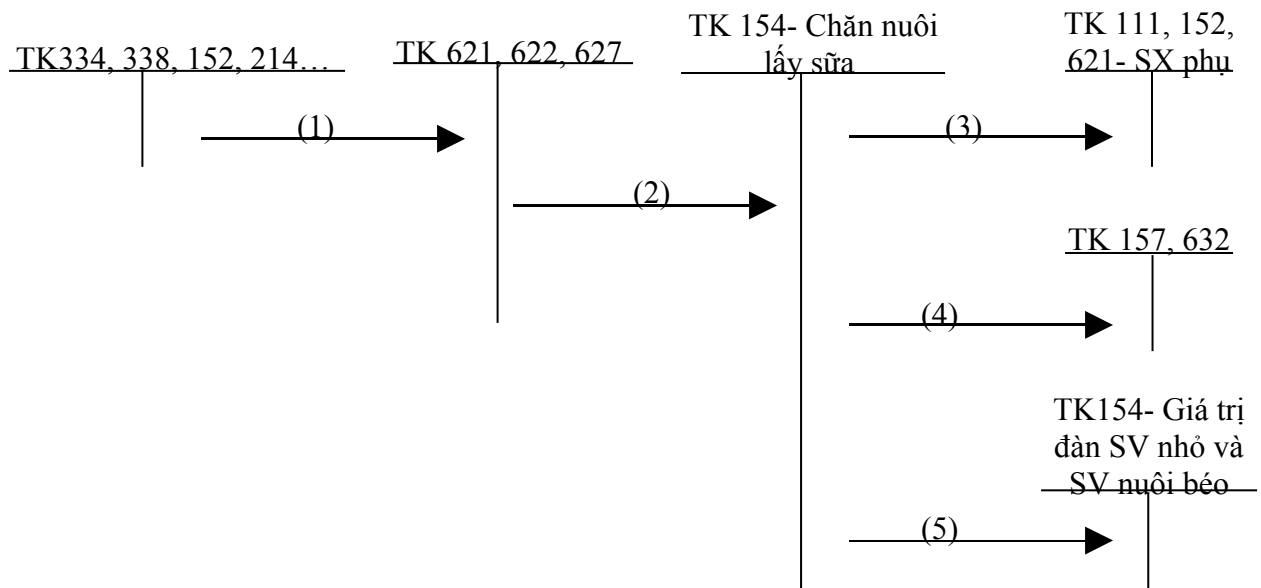 TK334, 338, 152, 214…
TK 621, 622, 627
TK 154- Chăn nuôi
lấy sữa
TK 111, 152,
621- SX phụ
(1)
(3)
(2)
TK 157, 632
(4)
TK154- Giá trị
đàn SV nhỏ và
SV nuôi béo
(5)